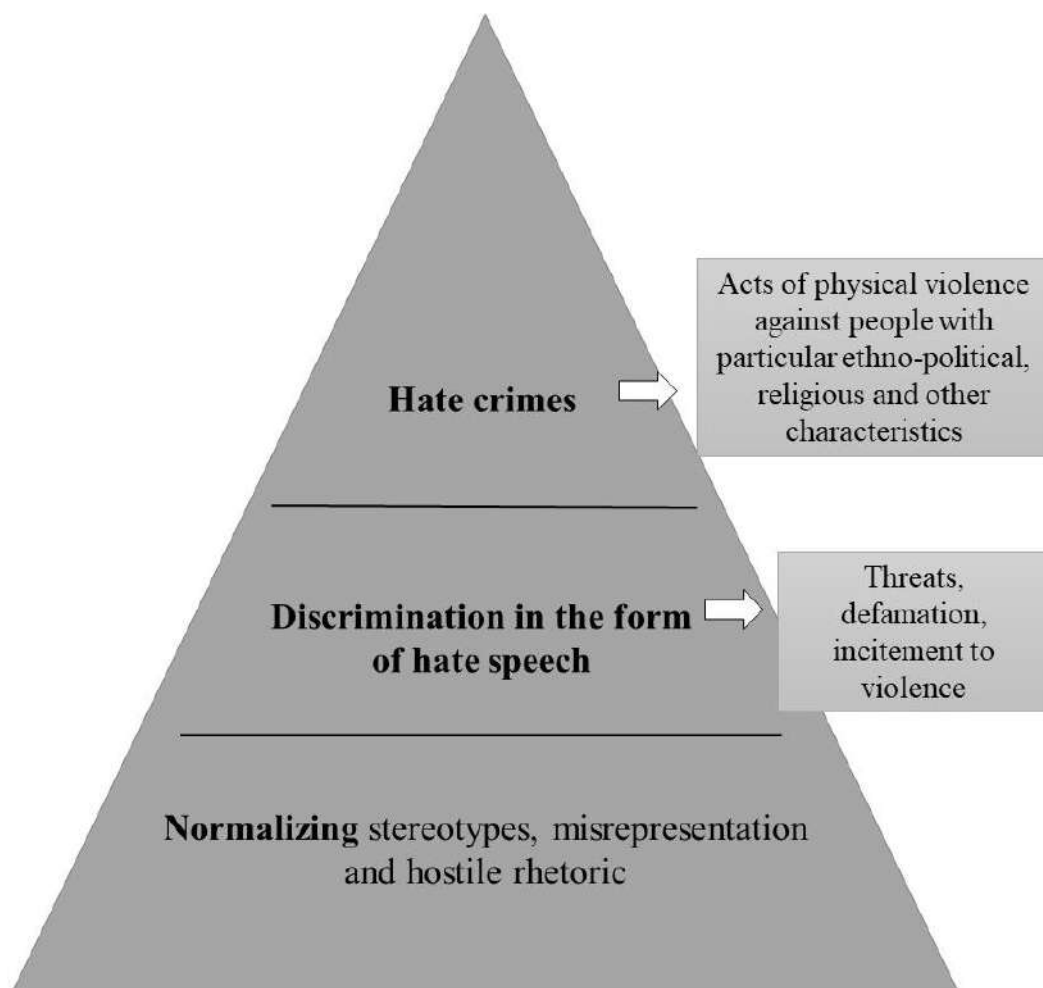 Acts of physical violence
against people with
particular ethno-political,
religious and other
characteristics
Hate crimes
Threats,
defamation,
incitement to
violence
Discrimination in the form
of hate speech
Normalizing stereotypes, misrepresentation
and hostile rhetoric